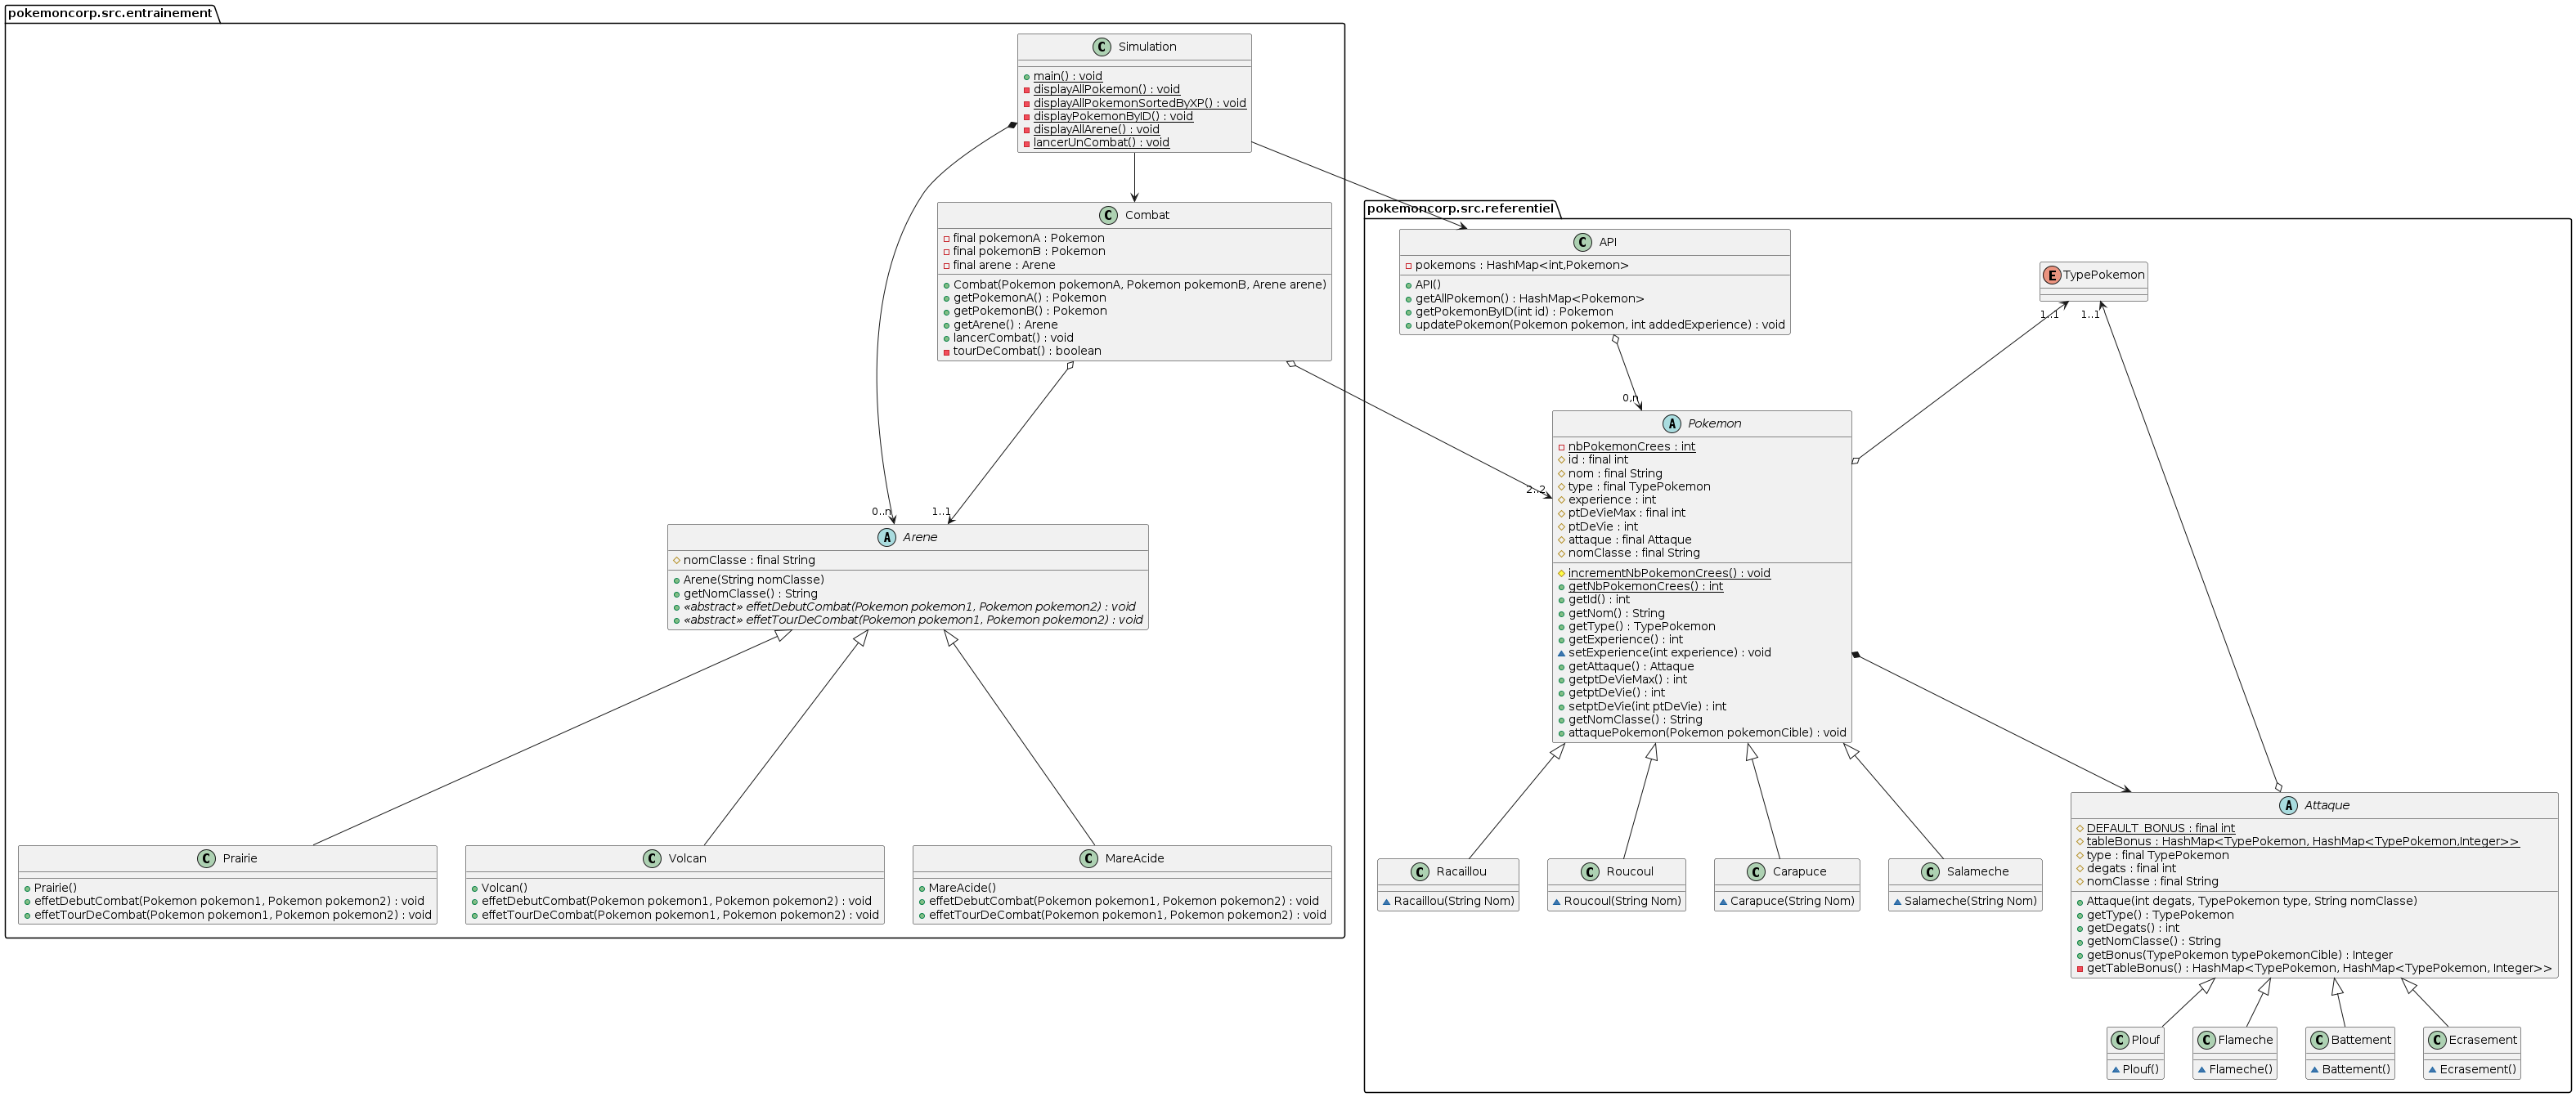 pokemoncorp.src.entrainement
C Simulation
main() : void
displayAllPokemon() : void
displayAllPokemonSortedByXP() : void
displayPokemonByID() : void
displayAllArene() : void
lancerUnCombat() : void
C Combat
final pokemonA : Pokemon
final pokemonB : Pokemon
final arene : Arene
Combat(Pokemon pokemonA, Pokemon pokemonB, Arene arene)
getPokemonA() : Pokemon
getPokemonB() : Pokemon
getArene() : Arene
lancerCombat() : void
tourDeCombat() : boolean
0..n
1..1
A Arene
nomClasse : final String
Arene(String nomClasse)
getNomClasse() : String
«abstract» effetDebutCombat(Pokemon pokemon1, Pokemon pokemon2) : void
«abstract» effetTourDeCombat(Pokemon pokemon1, Pokemon pokemon2) : void
C Prairie
Prairie()
effetDebutCombat(Pokemon pokemon1, Pokemon pokemon2) : void
effetTourDeCombat(Pokemon pokemon1, Pokemon pokemon2) : void
C Volcan
Volcan()
effetDebutCombat(Pokemon pokemon1, Pokemon pokemon2) : void
effetTourDeCombat(Pokemon pokemon1, Pokemon pokemon2) : void
C MareAcide
MareAcide()
effetDebutCombat(Pokemon pokemon1, Pokemon pokemon2) : void
effetTourDeCombat(Pokemon pokemon1, Pokemon pokemon2) : void
pokemoncorp.src.referentiel
C API
pokemons : HashMap<int,Pokemon>
API()
getAllPokemon() : HashMap<Pokemon>
getPokemonByID(int id) : Pokemon
updatePokemon(Pokemon pokemon, int addedExperience) : void
E TypePokemon
1..1
1..1
0,n
2..2
A Pokemon
nbPokemonCrees : int
id : final int
nom : final String
type : final TypePokemon
experience : int
ptDeVieMax : final int
ptDeVie : int
attaque : final Attaque
nomClasse : final String
incrementNbPokemonCrees() : void
getNbPokemonCrees() : int
getId() : int
getNom() : String
getType() : TypePokemon
getExperience() : int
setExperience(int experience) : void
getAttaque() : Attaque
getptDeVieMax() : int
getptDeVie() : int
setptDeVie(int ptDeVie) : int
getNomClasse() : String
attaquePokemon(Pokemon pokemonCible) : void
C Racaillou
Racaillou(String Nom)
C Roucoul
Roucoul(String Nom)
C Carapuce
Carapuce(String Nom)
C Salameche
Salameche(String Nom)
A Attaque
DEFAULT_BONUS : final int
tableBonus : HashMap<TypePokemon, HashMap<TypePokemon,Integer>>
type : final TypePokemon
degats : final int
nomClasse : final String
Attaque(int degats, TypePokemon type, String nomClasse)
getType() : TypePokemon
getDegats() : int
getNomClasse() : String
getBonus(TypePokemon typePokemonCible) : Integer
getTableBonus() : HashMap<TypePokemon, HashMap<TypePokemon, Integer>>
C Plouf
Plouf()
C Flameche
Flameche()
C Battement
Battement()
C Ecrasement
Ecrasement()